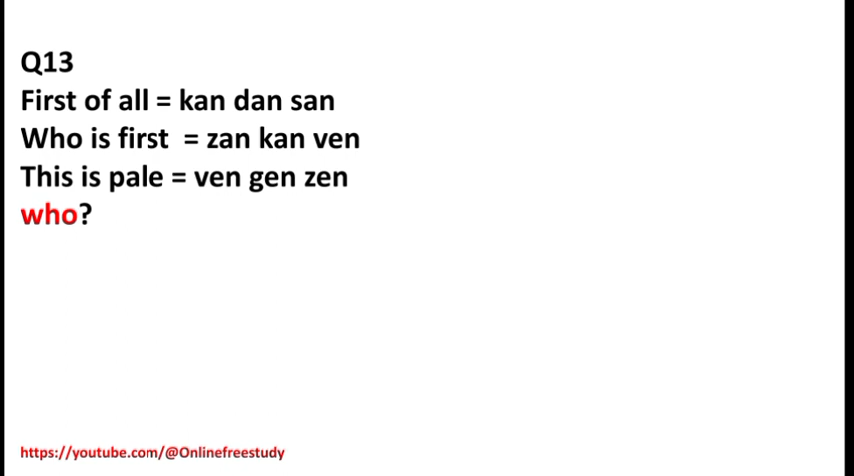 Q13
First of all = kan dan san
Who is first = zan kan ven
This is pale = ven gen zen
who?
https://youtube.com/@Onlinefreestudy